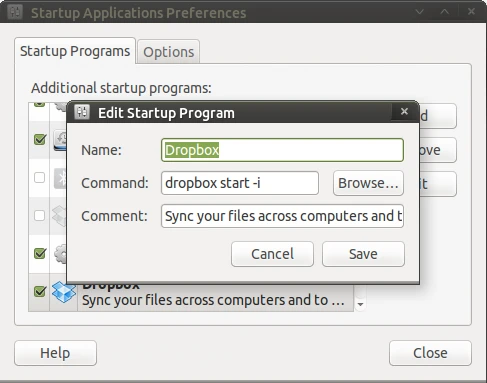 Startup Applications Preferences
Startup Programs
Options
Additional startup programs:
Edit Startup Program
Name:
Dropbox
Command:
dropbox start -i
Browse...
Comment:
Sync your files across computers and t
Cancel
Save
Dropbox
Sync your files across computers and to ...
Help
Close